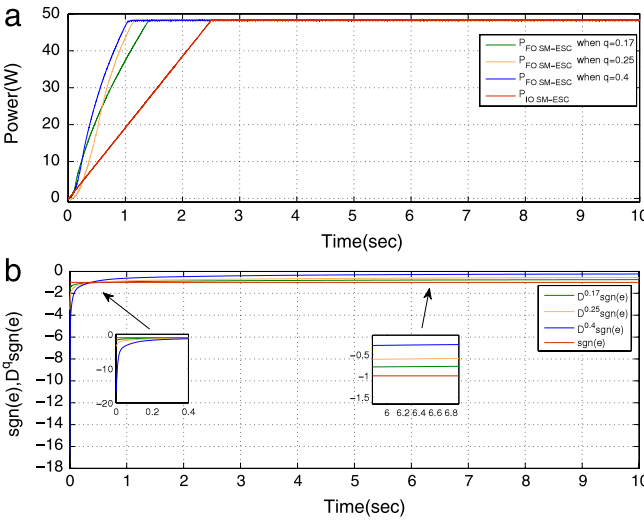 a
Power(W)
50
40
30
20
10
0
P FO SM-ESC when q=0.17
P FO SM-ESC when q=0.25
P FO SM-ESC when q=0.4
P IO SM-ESC
0 1 2 3 4 5 6 7 8 9 10
Time(sec)
b
sgn(e),D^q sgn(e)
0
-2
-4
-6
-8
-10
-12
-14
-16
-18
D^0.17 sgn(e)
D^0.25 sgn(e)
D^0.4 sgn(e)
sgn(e)
0
-10
-20
0 0.2 0.4
-0.5
-1
-1.5
6 6.2 6.4 6.6 6.8
0 1 2 3 4 5 6 7 8 9 10
Time(sec)